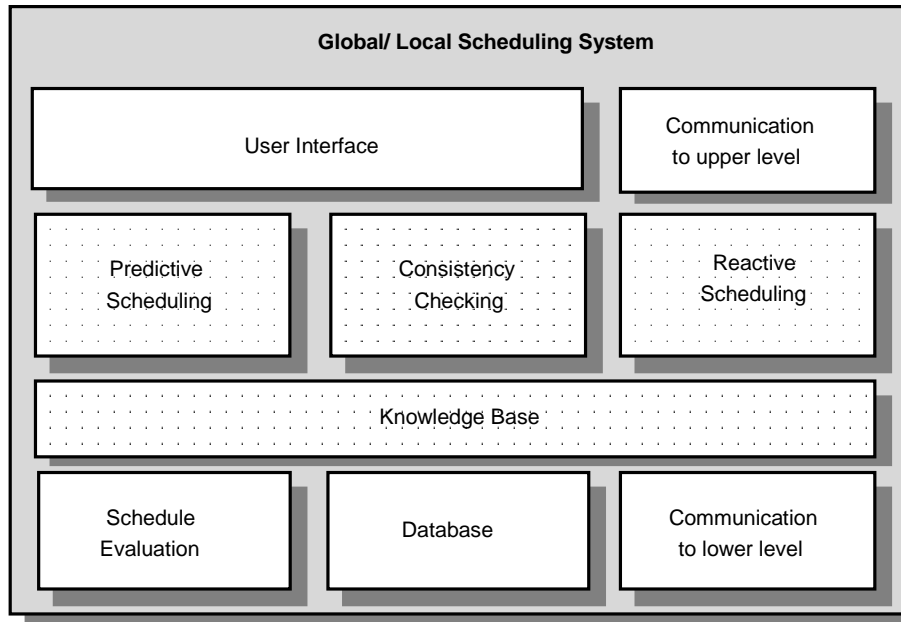 Global/ Local Scheduling System
User Interface
Communication
to upper level
Predictive
Scheduling
Consistency
Checking
Reactive
Scheduling
Knowledge Base
Schedule
Evaluation
Database
Communication
to lower level